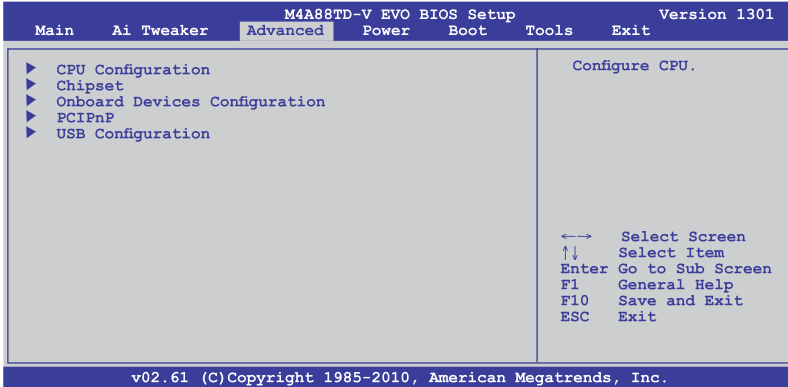 M4A88TD-V EVO BIOS Setup Version 1301
Main Ai Tweaker Advanced Power Boot Tools Exit
CPU Configuration
Chipset
Onboard Devices Configuration
PCIPnP
USB Configuration
Configure CPU.
←→ Select Screen
↑↓ Select Item
Enter Go to Sub Screen
F1 General Help
F10 Save and Exit
ESC Exit
v02.61 (C)Copyright 1985-2010, American Megatrends, Inc.